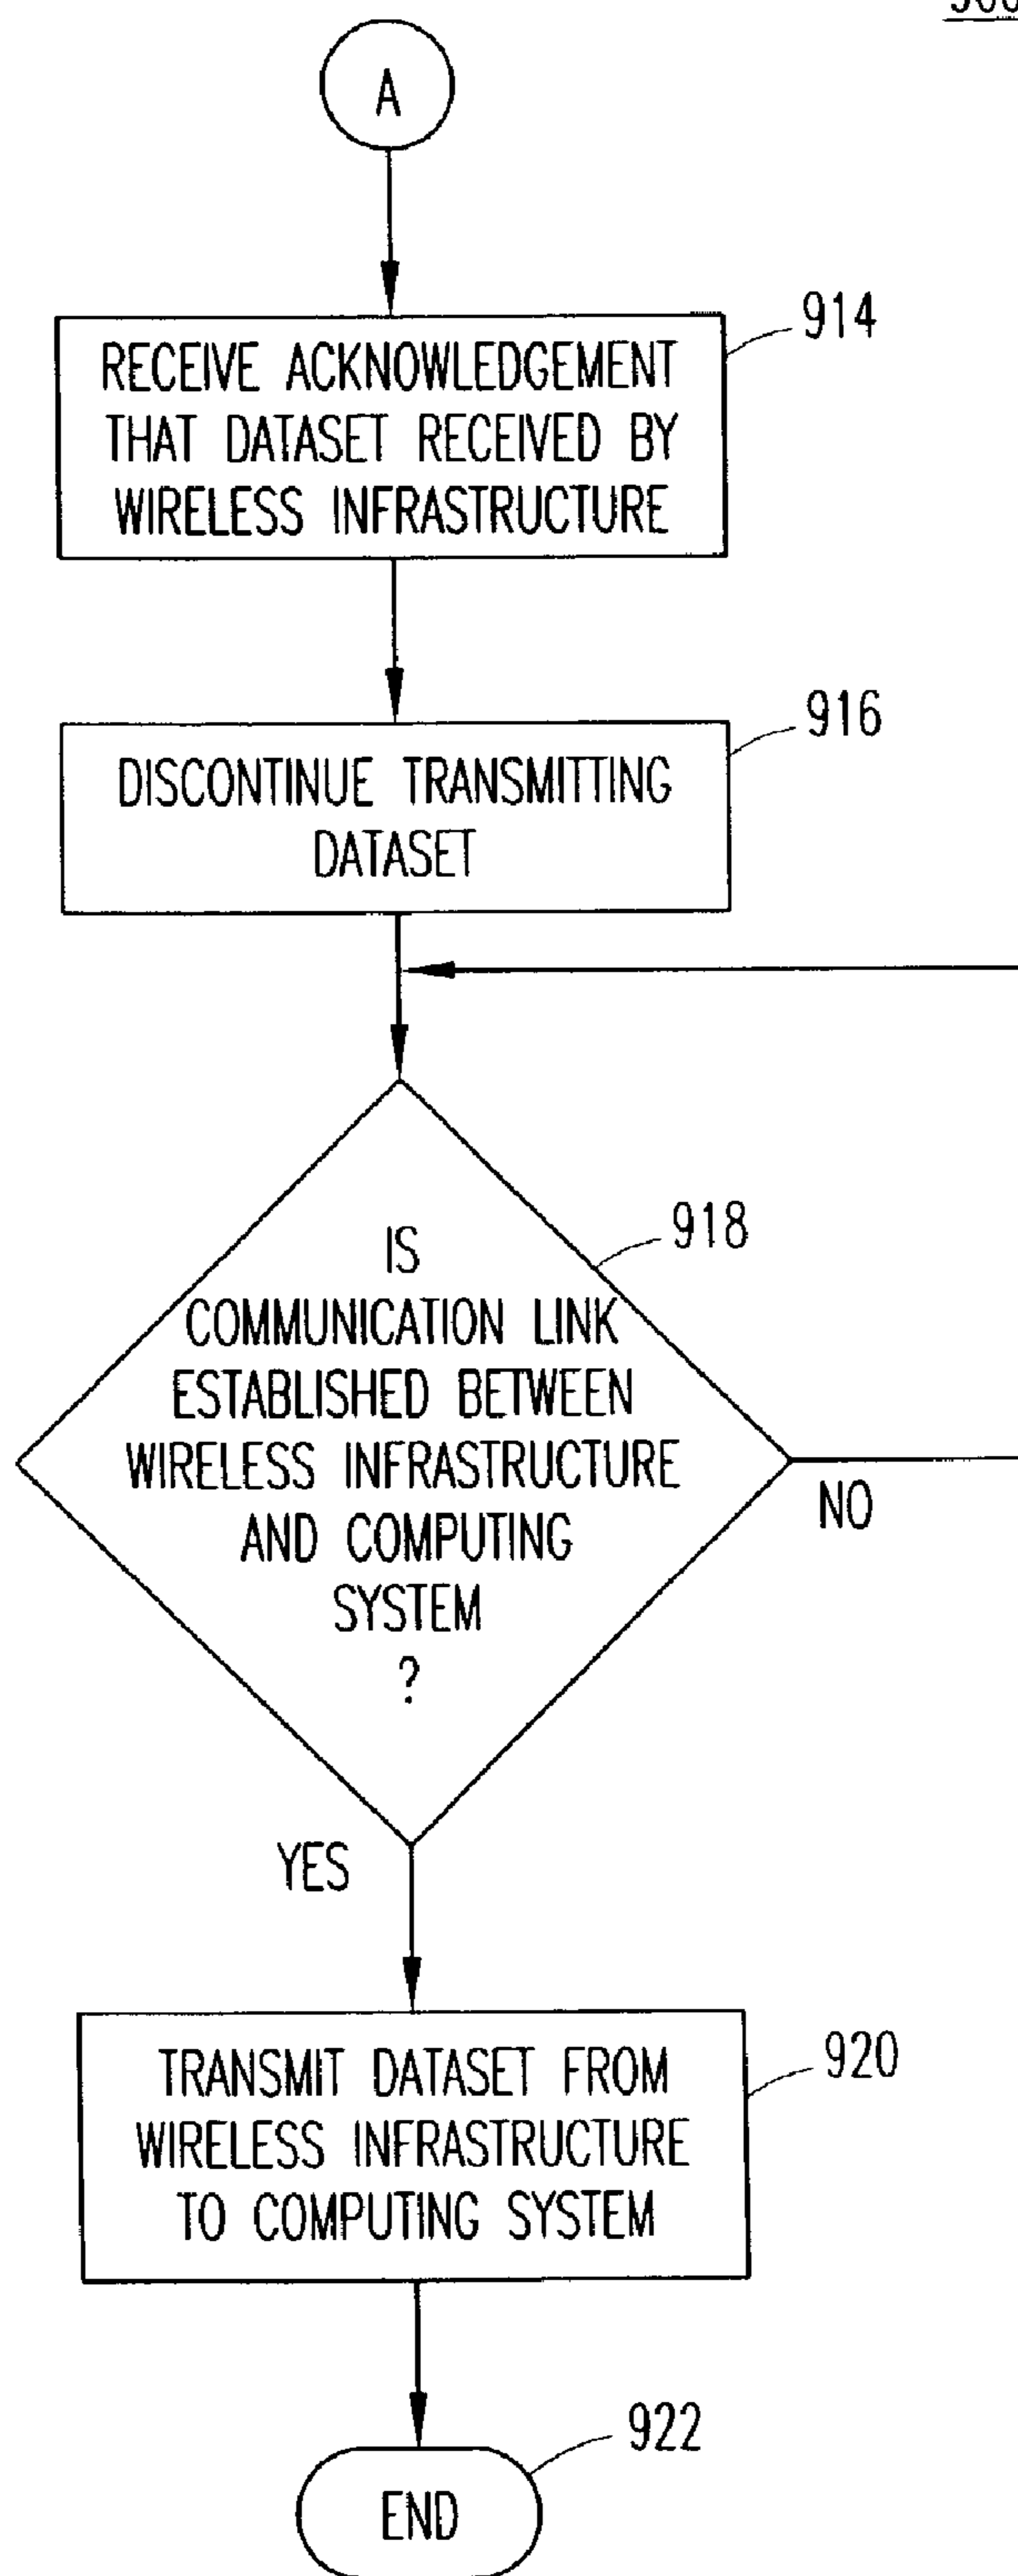 A
RECEIVE ACKNOWLEDGEMENT
THAT DATASET RECEIVED BY
WIRELESS INFRASTRUCTURE
914
DISCONTINUE TRANSMITTING
DATASET
916
IS
COMMUNICATION LINK
ESTABLISHED BETWEEN
WIRELESS INFRASTRUCTURE
AND COMPUTING
SYSTEM
?
918
NO
YES
TRANSMIT DATASET FROM
WIRELESS INFRASTRUCTURE
TO COMPUTING SYSTEM
920
END
922